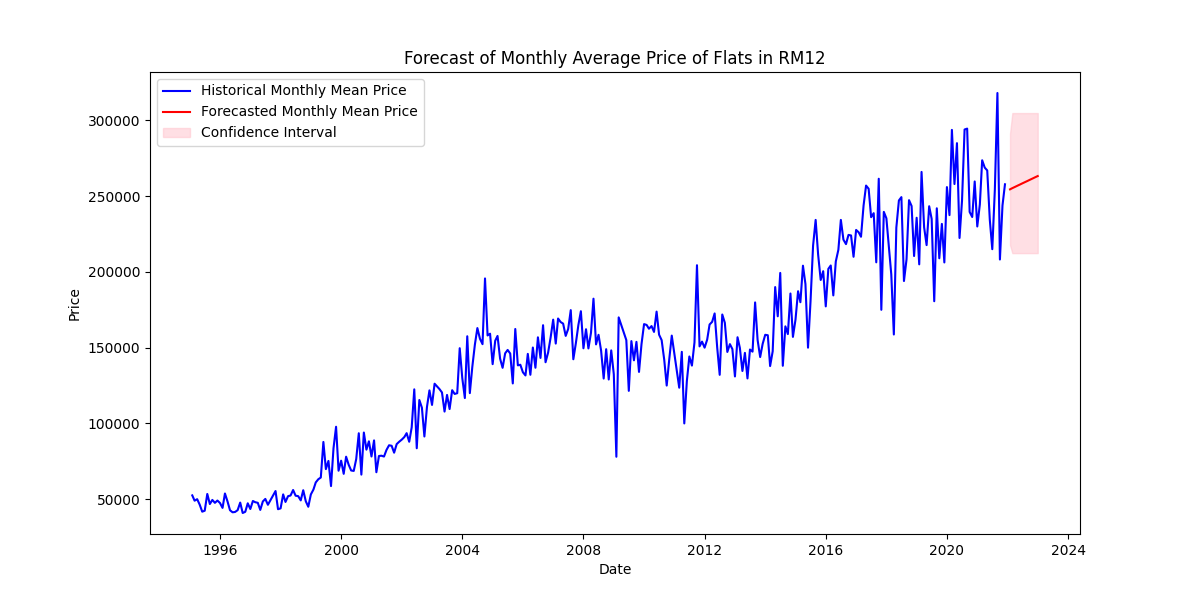 Forecast of Monthly Average Price of Flats in RM12
Historical Monthly Mean Price
Forecasted Monthly Mean Price
Confidence Interval
300000
250000
200000
150000
100000
50000
Price
1996 2000 2004 2008 2012 2016 2020 2024
Date